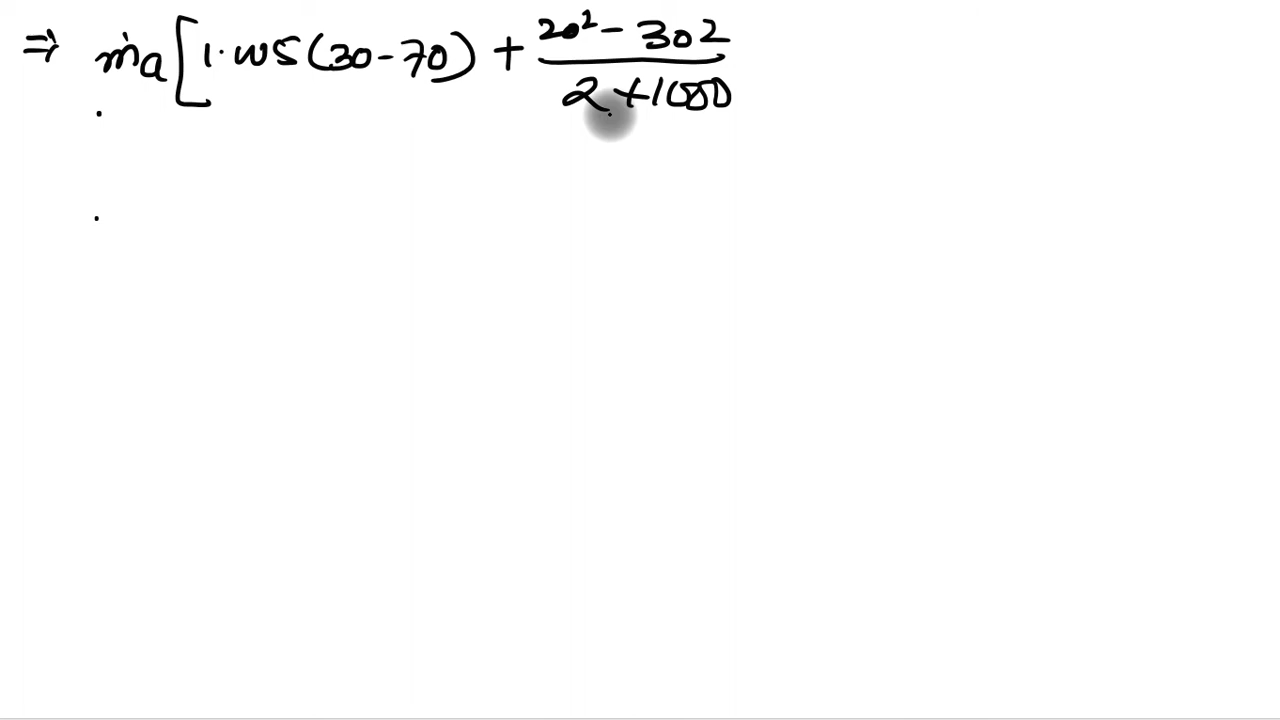 ⇒ ṁa[1.005(30-70) + (20² - 30²)/(2×1000)